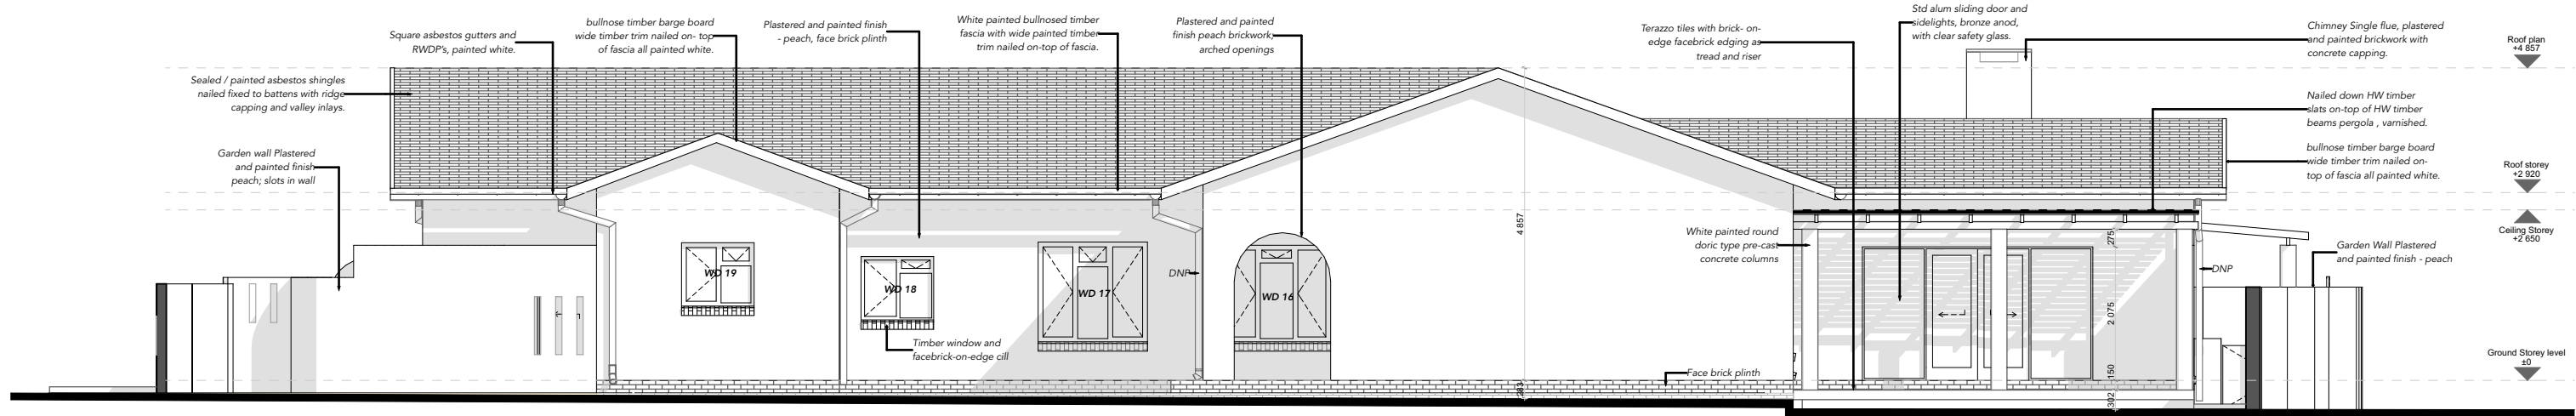 Square asbestos gutters and
RWDP's, painted white.
bullnose timber barge board
wide timber trim nailed on- top
of fascia all painted white.
Plastered and painted finish
- peach, face brick plinth
White painted bullnosed timber
fascia with wide painted timber
trim nailed on-top of fascia.
Plastered and painted
finish peach brickwork;
arched openings
Terazzo tiles with brick- on-
edge facebrick edging as
tread and riser
Std alum sliding door and
sidelights, bronze anod,
with clear safety glass.
Chimney Single flue, plastered
and painted brickwork with
concrete capping.
Roof plan
+4 857
Sealed / painted asbestos shingles
nailed fixed to battens with ridge
capping and valley inlays.
Nailed down HW timber
slats on-top of HW timber
beams pergola , varnished.
Garden wall Plastered
and painted finish
peach; slots in wall
bullnose timber barge board
wide timber trim nailed on-
top of fascia all painted white.
Roof storey
+2 920
4 857
White painted round
doric type pre-cast
concrete columns
275
Ceiling Storey
+2 650
Garden Wall Plastered
and painted finish - peach
WD 19
WD 18
WD 17
DNP
WD 16
DNP
2 075
Timber window and
facebrick-on-edge cill
Face brick plinth
150
Ground Storey level
±0
283
302